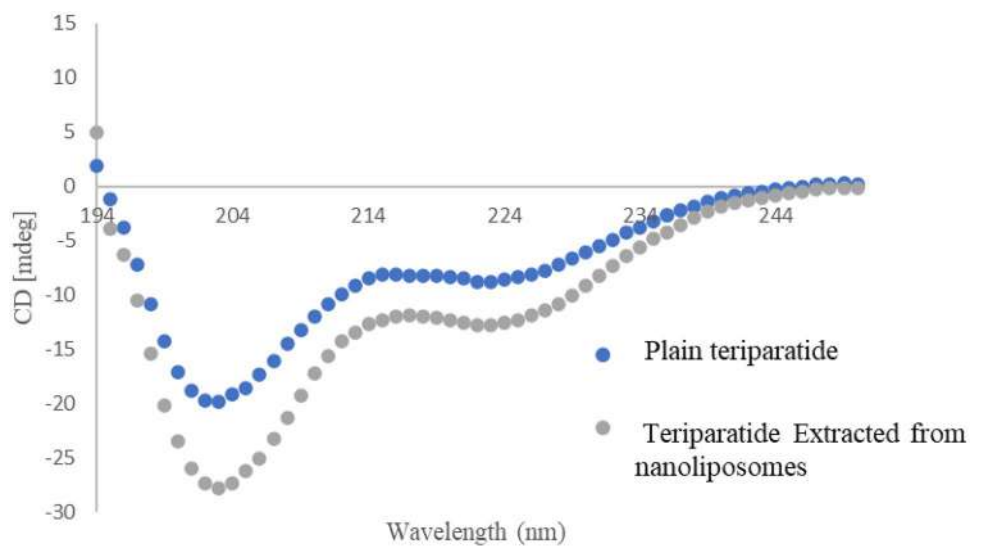 15
10
5
0
194 204 214 224 234 244
-5
-10
-15
-20
-25
-30
CD [mdeg]
Plain teriparatide
Teriparatide Extracted from
nanoliposomes
Wavelength (nm)